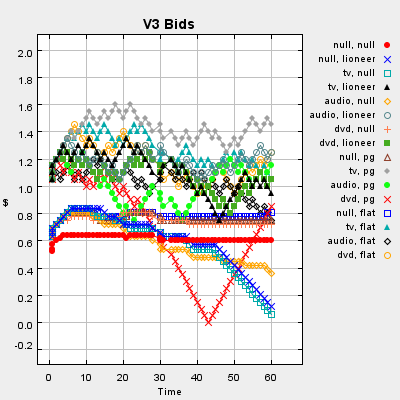 V3 Bids
2.0
1.8
1.6
1.4
1.2
1.0
0.8
0.6
0.4
0.2
0.0
-0.2
$
0 10 20 30 40 50 60
Time
null, null
null, lioneer
tv, null
tv, lioneer
audio, null
audio, lioneer
dvd, null
dvd, lioneer
null, pg
tv, pg
audio, pg
dvd, pg
null, flat
tv, flat
audio, flat
dvd, flat